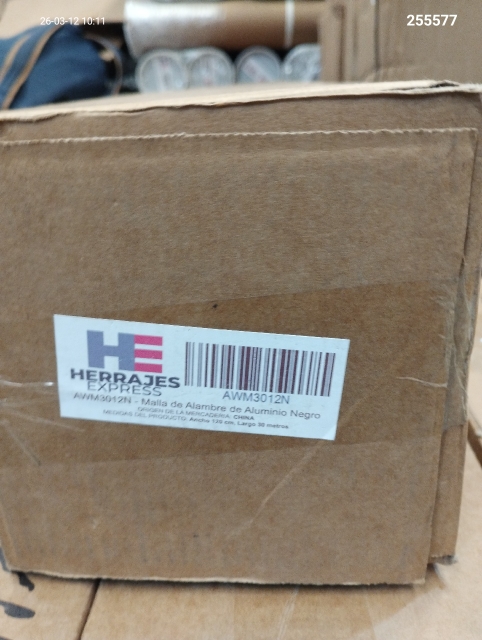 26-03-12 10:11
255577
HE
HERRAJES
EXPRESS
AWM3012N
AWM3012N - Malla de Alambre de Aluminio Negro
ORIGEN DE LA MERCADERIA: CHINA
MEDIDAS DEL PRODUCTO: Ancho 120 cm, Largo 30 metros